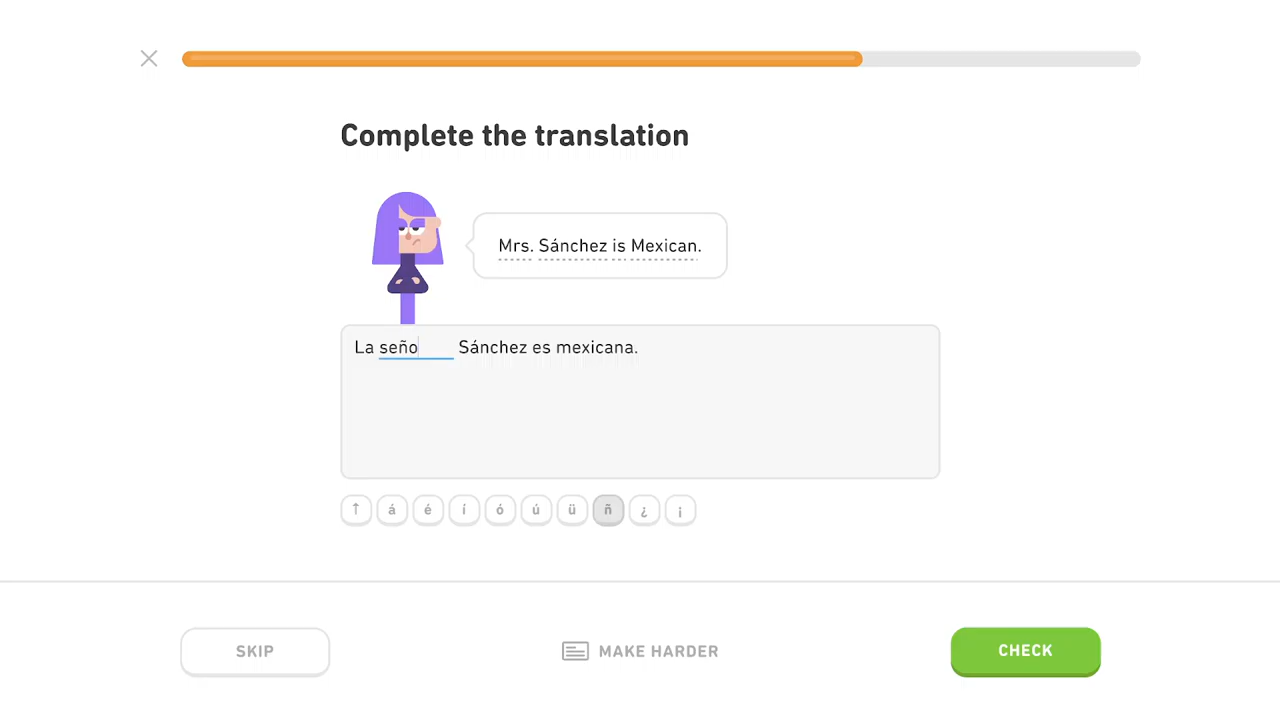 Complete the translation
Mrs. Sánchez is Mexican.
La seño Sánchez es mexicana.
↑ á é í ó ú ü ñ ¿ ¡
SKIP
MAKE HARDER
CHECK